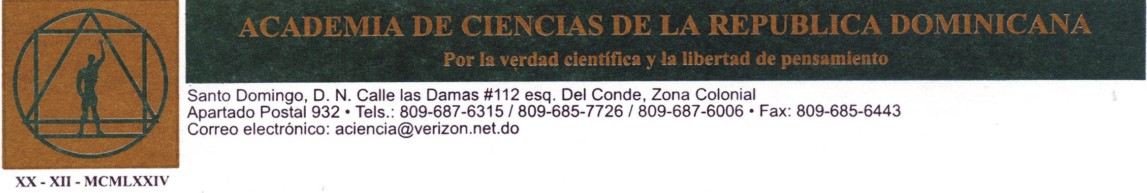 ACADEMIA DE CIENCIAS DE LA REPUBLICA DOMINICANA
Por la verdad científica y la libertad de pensamiento
Santo Domingo, D. N. Calle las Damas #112 esq. Del Conde, Zona Colonial
Apartado Postal 932 • Tels.: 809-687-6315 / 809-685-7726 / 809-687-6006 • Fax: 809-685-6443
Correo electrónico: aciencia@verizon.net.do
XX - XII - MCMLXXIV